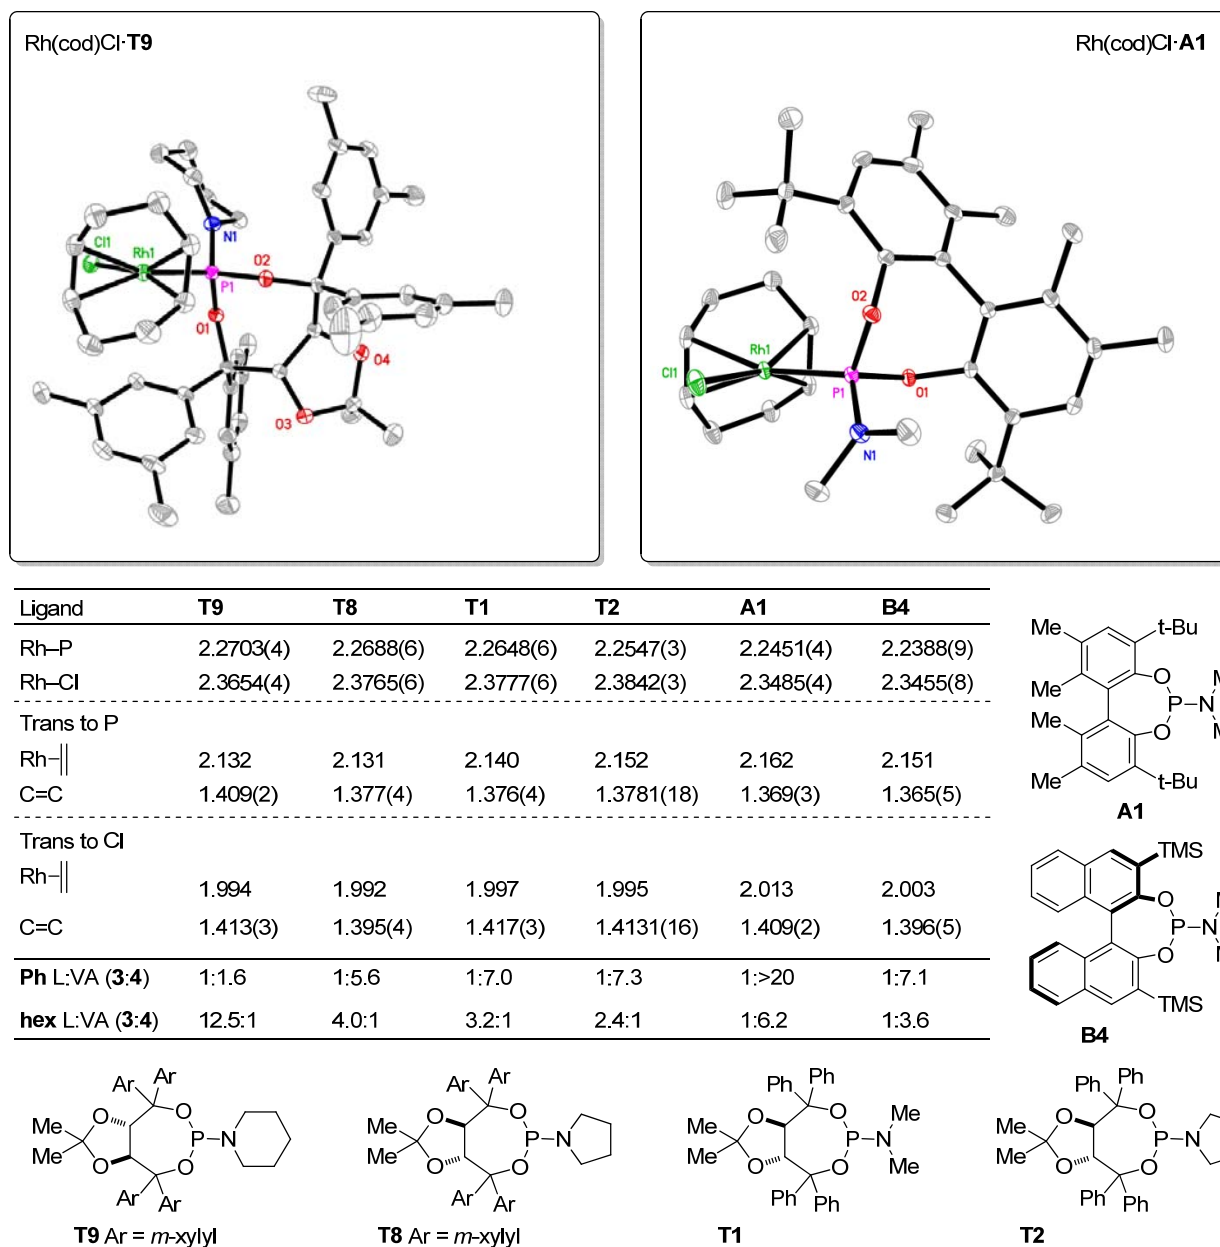 Rh(cod)Cl·T9
Rh(cod)Cl·A1
N1
Cl1
Rh1
P1
O2
O1
O4
O3
O2
Rh1
Cl1
P1
O1
N1
Ligand T9 T8 T1 T2 A1 B4
Rh–P 2.2703(4) 2.2688(6) 2.2648(6) 2.2547(3) 2.2451(4) 2.2388(9)
Rh–Cl 2.3654(4) 2.3765(6) 2.3777(6) 2.3842(3) 2.3485(4) 2.3455(8)
Trans to P
Rh–|| 2.132 2.131 2.140 2.152 2.162 2.151
C=C 1.409(2) 1.377(4) 1.376(4) 1.3781(18) 1.369(3) 1.365(5)
Trans to Cl
Rh–|| 1.994 1.992 1.997 1.995 2.013 2.003
C=C 1.413(3) 1.395(4) 1.417(3) 1.4131(16) 1.409(2) 1.396(5)
Ph L:VA (3:4) 1:1.6 1:5.6 1:7.0 1:7.3 1:>20 1:7.1
hex L:VA (3:4) 12.5:1 4.0:1 3.2:1 2.4:1 1:6.2 1:3.6
Me t-Bu
Me O
P N
Me O
Me t-Bu
A1
TMS
O
P N
O
TMS
B4
Ar Ar
Me O O
P N
Me O O
Ar Ar
T9 Ar = m-xylyl
Ar Ar
Me O O
P N
Me O O
Ar Ar
T8 Ar = m-xylyl
Ph Ph
Me O O Me
P N
Me O O Me
Ph Ph
T1
Ph Ph
Me O O
P N
Me O O
Ph Ph
T2